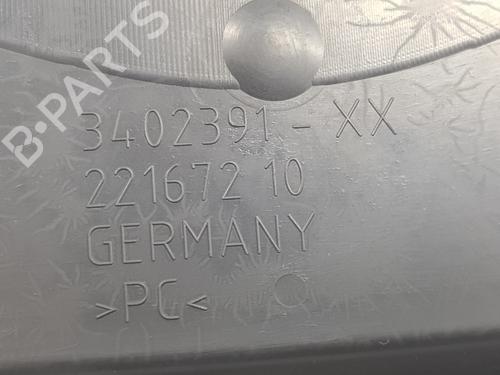 B-PARTS
3402391-XX
221672 10
GERMANY
>PC<